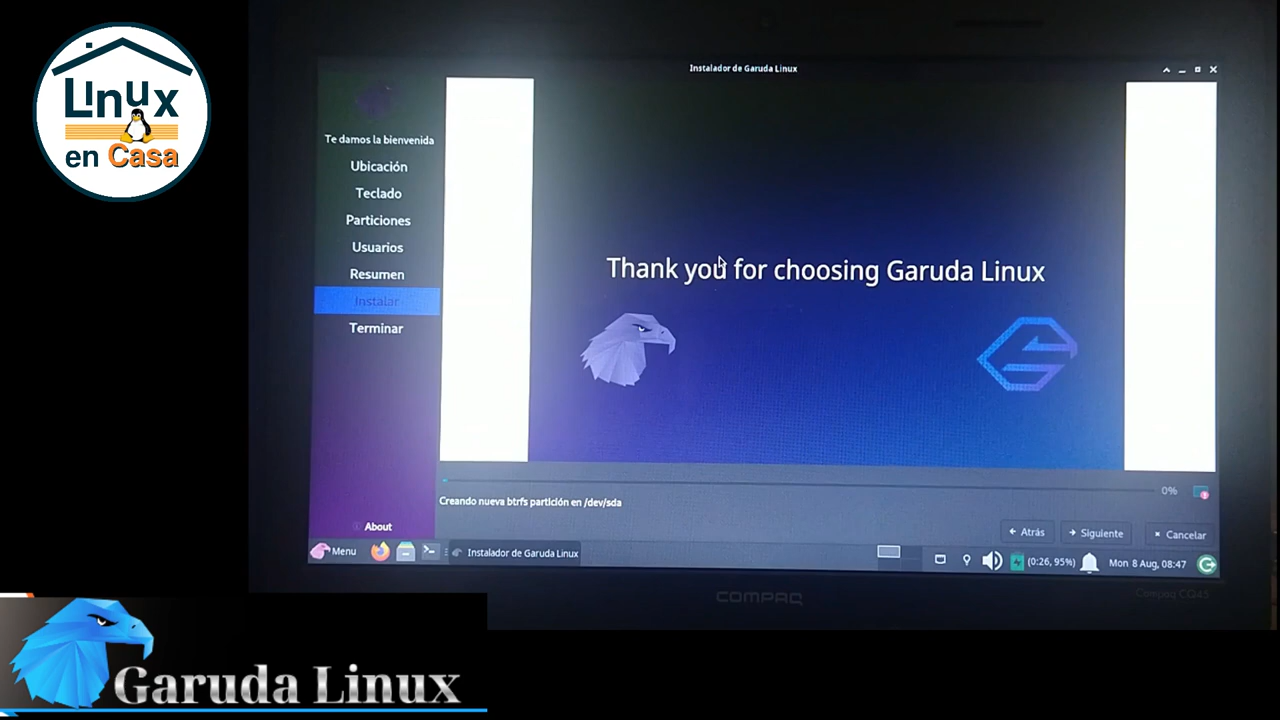 Linux
en Casa
Instalador de Garuda Linux
Te damos la bienvenida
Ubicación
Teclado
Particiones
Usuarios
Resumen
Instalar
Terminar
About
Thank you for choosing Garuda Linux
0%
Creando nueva btrfs partición en /dev/sda
Atrás
Siguiente
Cancelar
Menu
Instalador de Garuda Linux
(0:26, 95%)
Mon 8 Aug, 08:47
COMPAQ
Compaq CQ45
Garuda Linux